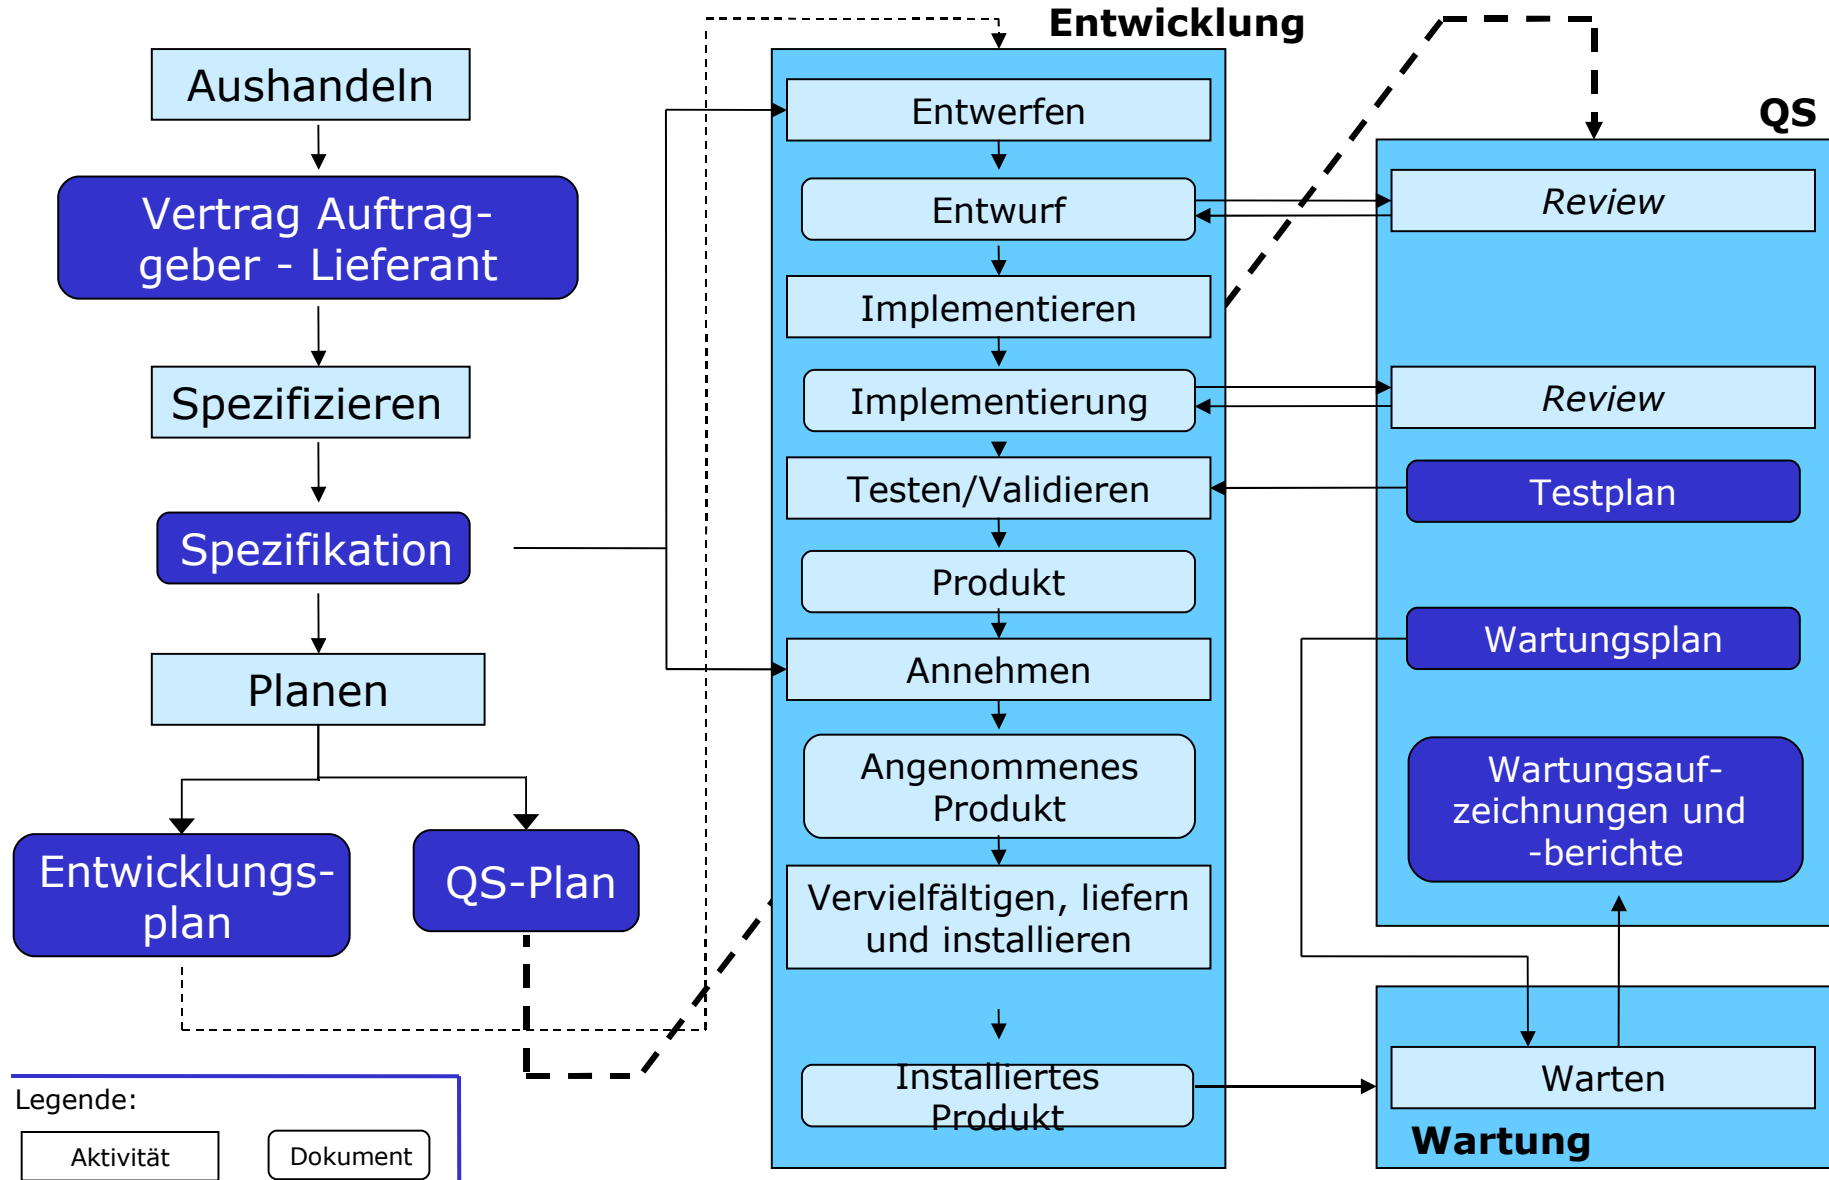 Entwicklung
Aushandeln
Vertrag Auftrag-
geber - Lieferant
Spezifizieren
Spezifikation
Planen
Entwicklungs-
plan
QS-Plan
Legende:
Aktivität
Dokument
Entwerfen
Entwurf
Implementieren
Implementierung
Testen/Validieren
Produkt
Annehmen
Angenommenes
Produkt
Vervielfältigen, liefern
und installieren
Installiertes
Produkt
QS
Review
Review
Testplan
Wartungsplan
Wartungsauf-
zeichnungen und
-berichte
Warten
Wartung